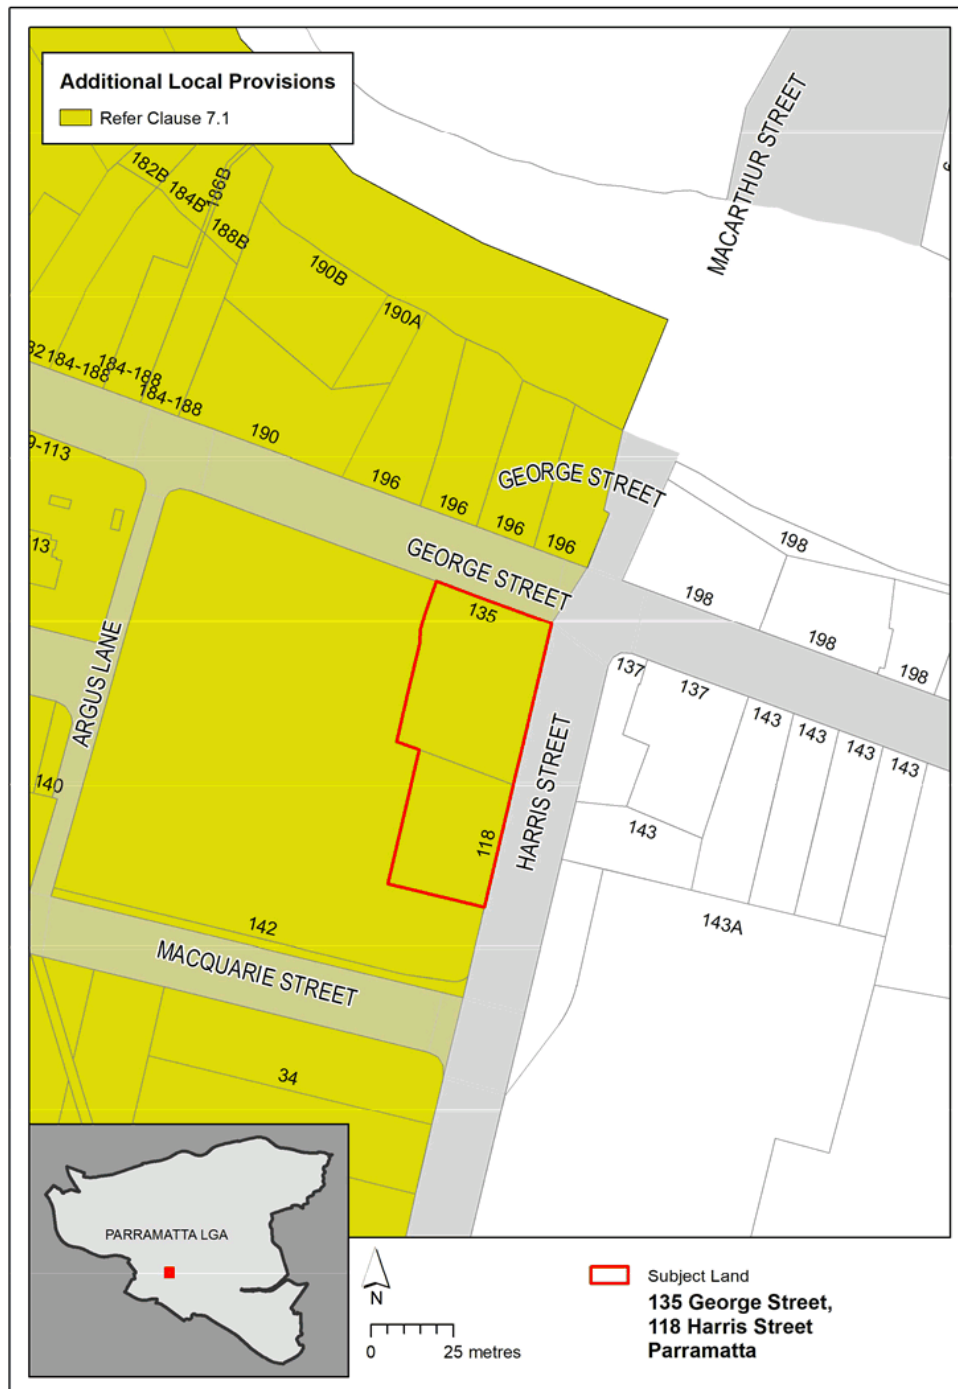 Additional Local Provisions
Refer Clause 7.1
MACARTHUR STREET
182B
184B
186B
188B
190B
190A
184-188
184-188
184-188
190
196
196
196
196
GEORGE STREET
GEORGE STREET
198
198
198
198
13
135
137
137
143
143
143
143
143
143A
ARGUS LANE
HARRIS STREET
118
140
142
MACQUARIE STREET
34
PARRAMATTA LGA
N
0 25 metres
Subject Land
135 George Street,
118 Harris Street
Parramatta